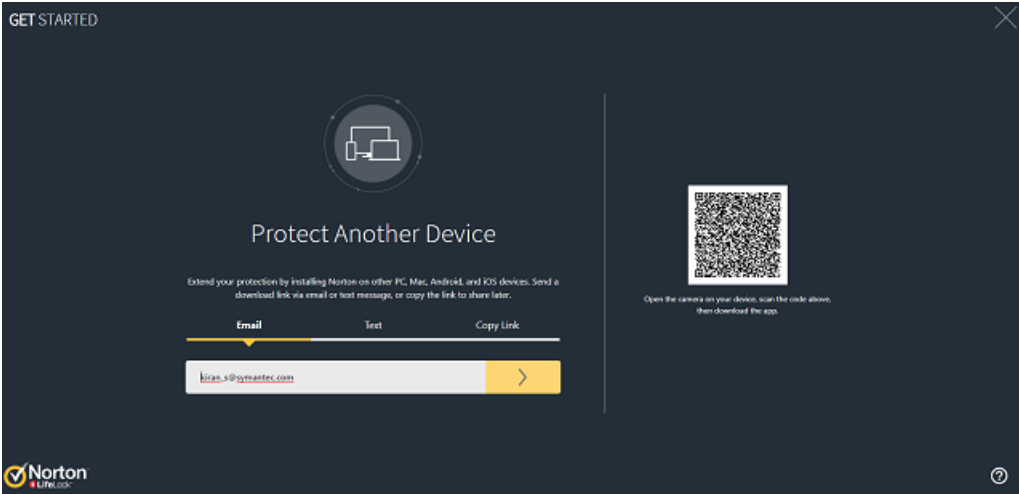 GET STARTED
Protect Another Device
Extend your protection by installing Norton on other PC, Mac, Android, and iOS devices. Send a
download link via email or text message, or copy the link to share later.
Email Text Copy Link
kiran_s@symantec.com
Open the camera on your device, scan the code above,
then download the app.
Norton
LifeLock